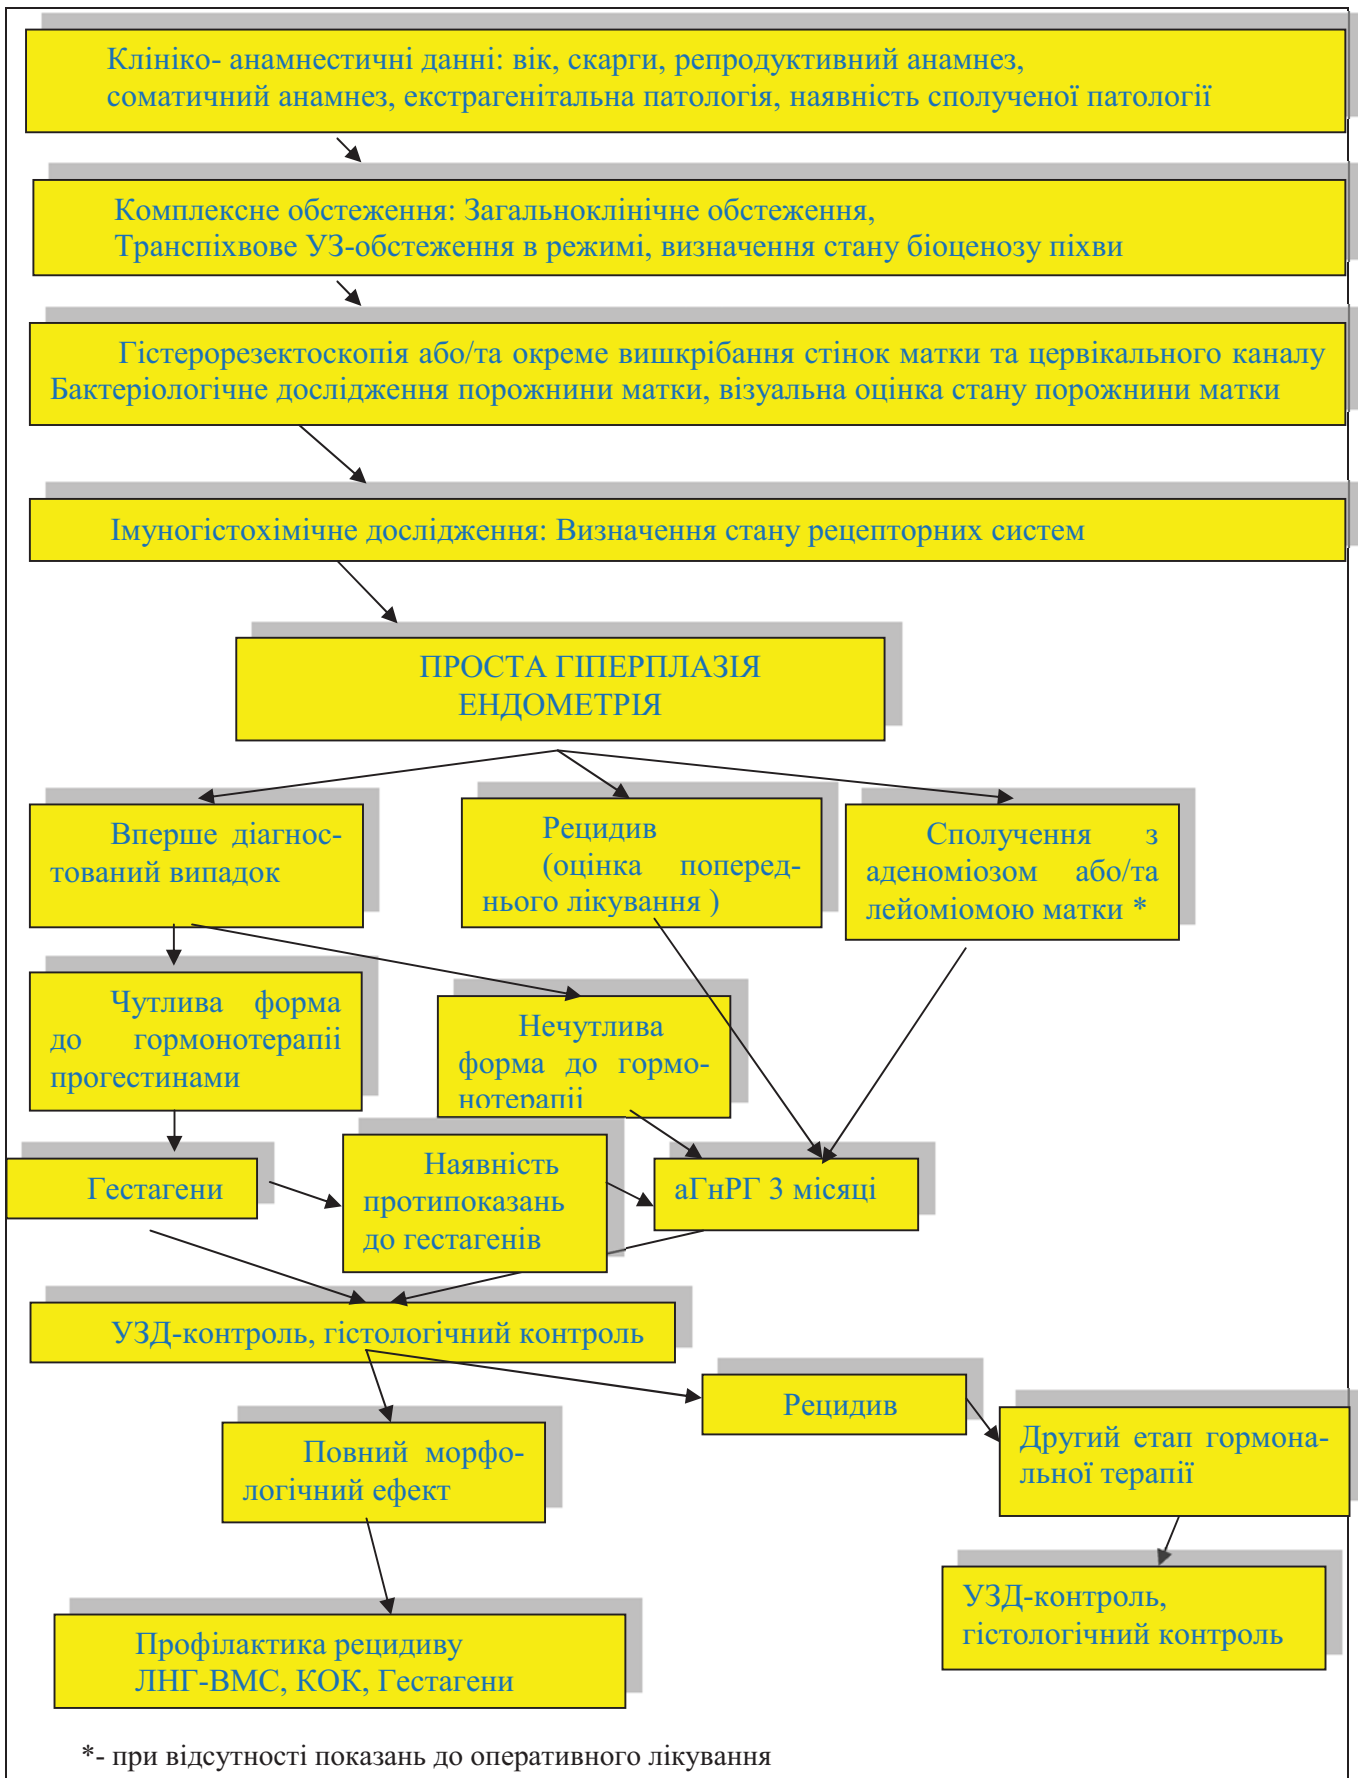 Клініко- анамнестичні данні: вік, скарги, репродуктивний анамнез,
соматичний анамнез, екстрагенітальна патологія, наявність сполученої патології
Комплексне обстеження: Загальноклінічне обстеження,
Транспіхвове УЗ-обстеження в режимі, визначення стану біоценозу піхви
Гістерорезектоскопія або/та окреме вишкрібання стінок матки та цервікального каналу
Бактеріологічне дослідження порожнини матки, візуальна оцінка стану порожнини матки
Імуногістохімічне дослідження: Визначення стану рецепторних систем
ПРОСТА ГІПЕРПЛАЗІЯ
ЕНДОМЕТРІЯ
Вперше діагнос-
тований випадок
Рецидив
(оцінка поперед-
нього лікування )
Сполучення з
аденоміозом або/та
лейоміомою матки *
Чутлива форма
до гормонотерапії
прогестинами
Нечутлива
форма до гормо-
нотерапії
Гестагени
Наявність
протипоказань
до гестагенів
аГнРГ 3 місяці
УЗД-контроль, гістологічний контроль
Рецидив
Другий етап гормона-
льної терапії
Повний морфо-
логічний ефект
УЗД-контроль,
гістологічний контроль
Профілактика рецидиву
ЛНГ-ВМС, КОК, Гестагени
*- при відсутності показань до оперативного лікування